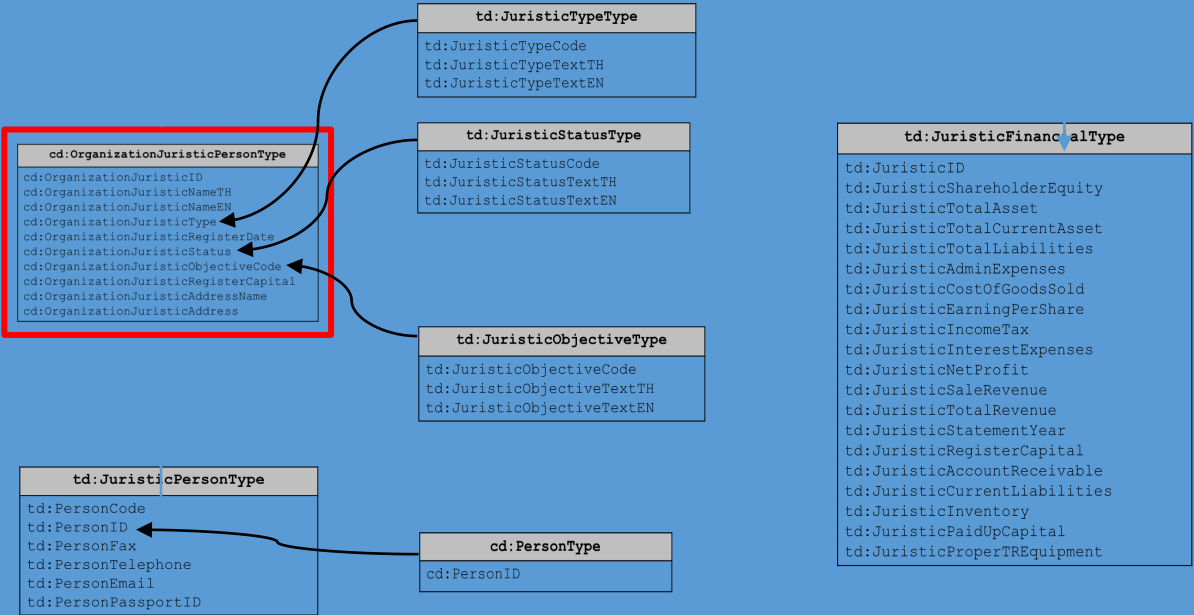 td:JuristicTypeType
td:JuristicTypeCode
td:JuristicTypeTextTH
td:JuristicTypeTextEN
cd:OrganizationJuristicPersonType
cd:OrganizationJuristicID
cd:OrganizationJuristicNameTH
cd:OrganizationJuristicNameEN
cd:OrganizationJuristicType
cd:OrganizationJuristicRegisterDate
cd:OrganizationJuristicStatus
cd:OrganizationJuristicObjectiveCode
cd:OrganizationJuristicRegisterCapital
cd:OrganizationJuristicAddressName
cd:OrganizationJuristicAddress
td:JuristicStatusType
td:JuristicStatusCode
td:JuristicStatusTextTH
td:JuristicStatusTextEN
td:JuristicObjectiveType
td:JuristicObjectiveCode
td:JuristicObjectiveTextTH
td:JuristicObjectiveTextEN
td:JuristicFinancialType
td:JuristicID
td:JuristicShareholderEquity
td:JuristicTotalAsset
td:JuristicTotalCurrentAsset
td:JuristicTotalLiabilities
td:JuristicAdminExpenses
td:JuristicCostOfGoodsSold
td:JuristicEarningPerShare
td:JuristicIncomeTax
td:JuristicInterestExpenses
td:JuristicNetProfit
td:JuristicSaleRevenue
td:JuristicTotalRevenue
td:JuristicStatementYear
td:JuristicRegisterCapital
td:JuristicAccountReceivable
td:JuristicCurrentLiabilities
td:JuristicInventory
td:JuristicPaidUpCapital
td:JuristicProperTREquipment
td:JuristicPersonType
td:PersonCode
td:PersonID
td:PersonFax
td:PersonTelephone
td:PersonEmail
td:PersonPassportID
cd:PersonType
cd:PersonID